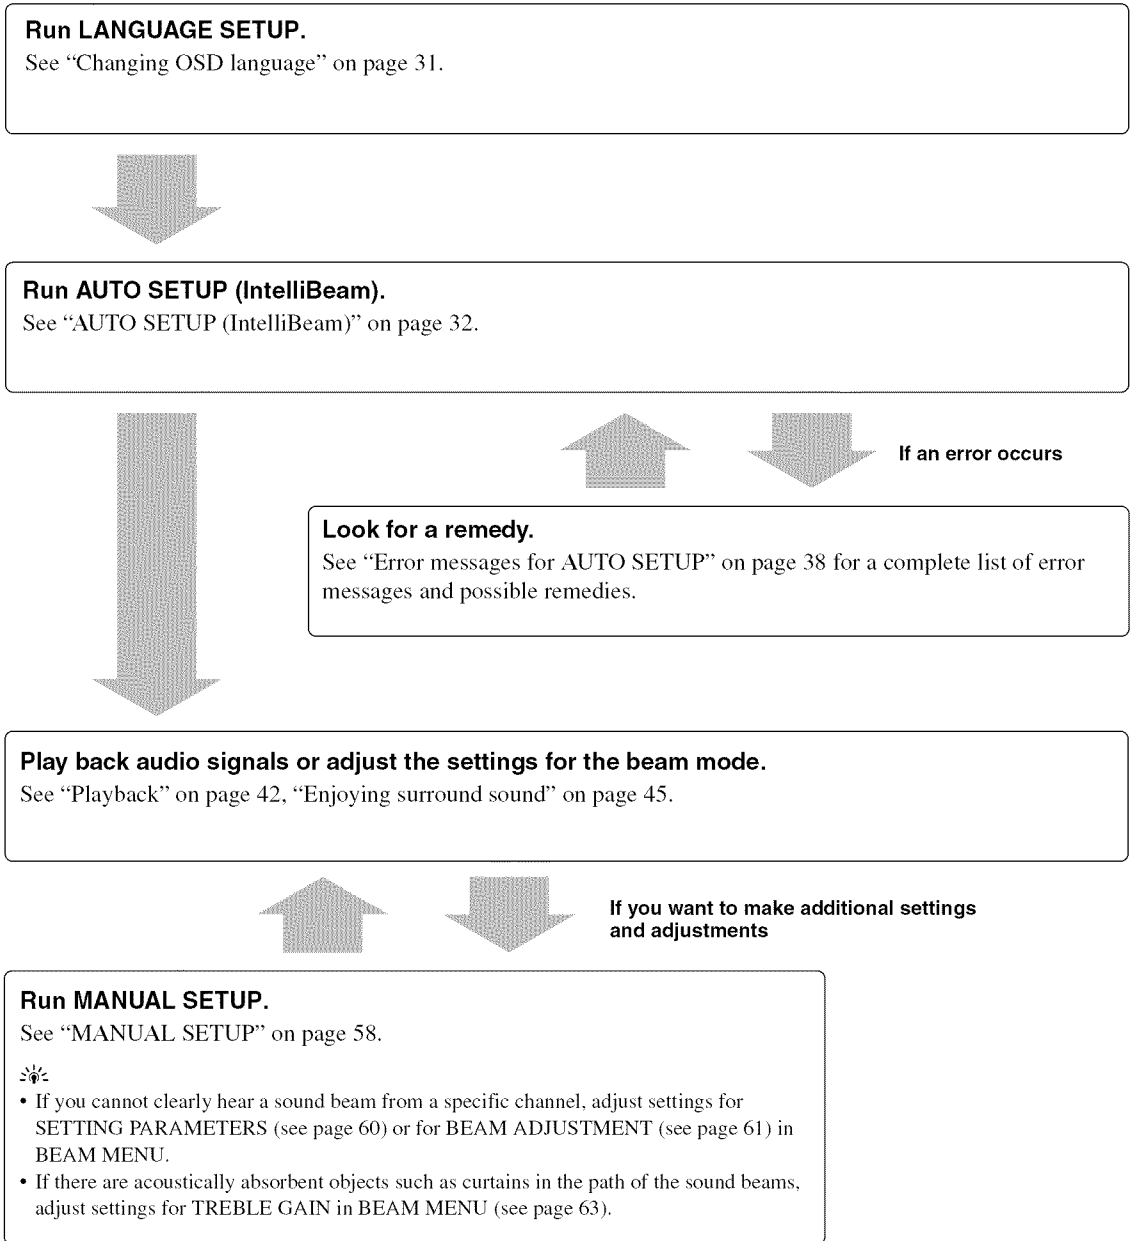 Run LANGUAGE SETUP.
See “Changing OSD language” on page 31.
Run AUTO SETUP (IntelliBeam).
See “AUTO SETUP (IntelliBeam)” on page 32.
If an error occurs
Look for a remedy.
See “Error messages for AUTO SETUP” on page 38 for a complete list of error
messages and possible remedies.
Play back audio signals or adjust the settings for the beam mode.
See “Playback” on page 42, “Enjoying surround sound” on page 45.
If you want to make additional settings
and adjustments
Run MANUAL SETUP.
See “MANUAL SETUP” on page 58.
• If you cannot clearly hear a sound beam from a specific channel, adjust settings for
SETTING PARAMETERS (see page 60) or for BEAM ADJUSTMENT (see page 61) in
BEAM MENU.
• If there are acoustically absorbent objects such as curtains in the path of the sound beams,
adjust settings for TREBLE GAIN in BEAM MENU (see page 63).